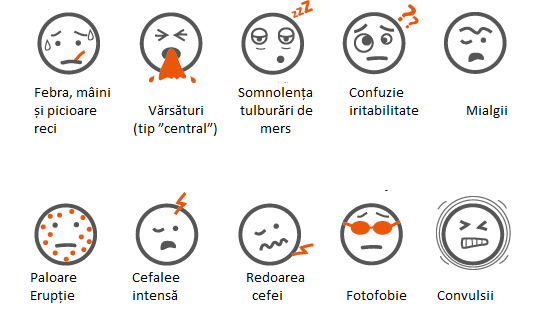 zzZ
??
Febra, mâini
și picioare
reci
Vărsături
(tip ”central”)
Somnolența
tulburări de
mers
Confuzie
iritabilitate
Mialgii
Paloare
Erupție
Cefalee
intensă
Redoarea
cefei
Fotofobie
Convulsii